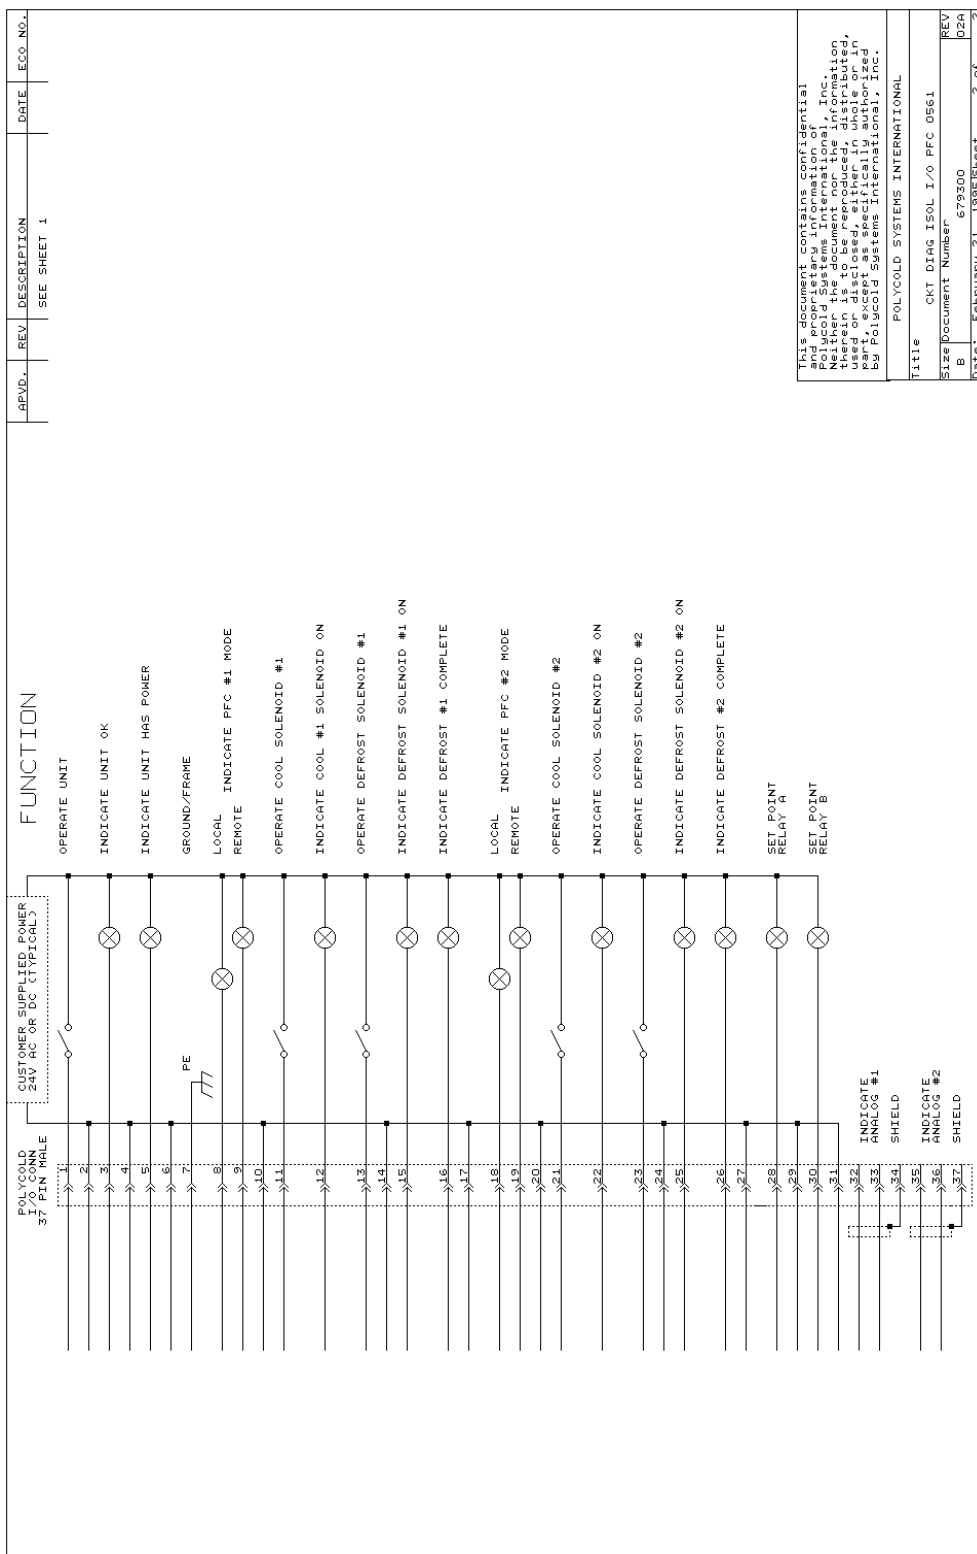 APVD. REV DESCRIPTION DATE ECO NO.
SEE SHEET 1
FUNCTION
CUSTOMER SUPPLIED POWER
24V AC OR DC (TYPICAL)
POLYCOLD
I/O CONN
37 PIN MALE
1 OPERATE UNIT
2
3 INDICATE UNIT OK
4
5 INDICATE UNIT HAS POWER
6
7 PE GROUND/FRAME
8 LOCAL
INDICATE PFC #1 MODE
9 REMOTE
10
11 OPERATE COOL SOLENOID #1
12 INDICATE COOL #1 SOLENOID ON
13 OPERATE DEFROST SOLENOID #1
14
15 INDICATE DEFROST SOLENOID #1 ON
16 INDICATE DEFROST #1 COMPLETE
17
18 LOCAL
INDICATE PFC #2 MODE
19 REMOTE
20
21 OPERATE COOL SOLENOID #2
22 INDICATE COOL SOLENOID #2 ON
23 OPERATE DEFROST SOLENOID #2
24
25 INDICATE DEFROST SOLENOID #2 ON
26 INDICATE DEFROST #2 COMPLETE
27
28 SET POINT
RELAY A
29
30 SET POINT
RELAY B
31
32 INDICATE
33 ANALOG #1
34 SHIELD
35 INDICATE
36 ANALOG #2
37 SHIELD
This document contains confidential
and proprietary information of
Polycold Systems International, Inc.
Neither the document nor the information
therein is to be reproduced, distributed,
used or disclosed, either in whole or in
part, except as specifically authorized
by Polycold Systems International, Inc.
POLYCOLD SYSTEMS INTERNATIONAL
Title
CKT DIAG ISOL I/O PFC 0561
Size Document Number REV
B 679300 02A
Date: February 21, 1995 Sheet 2 of